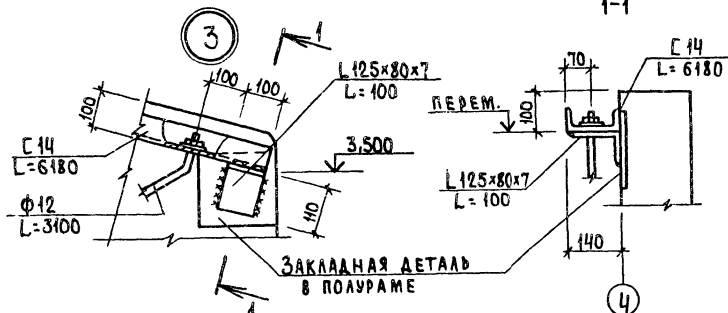 3
1
1-1
100
100
L125×80×7
L=100
100
[ 14
L=6180
3,500
Ф12
L=3100
110
ЗАКЛАДНАЯ ДЕТАЛЬ
В ПОЛУРАМЕ
1
70
[ 14
L=6180
ПЕРЕМ.
100
L125×80×7
L=100
140
4